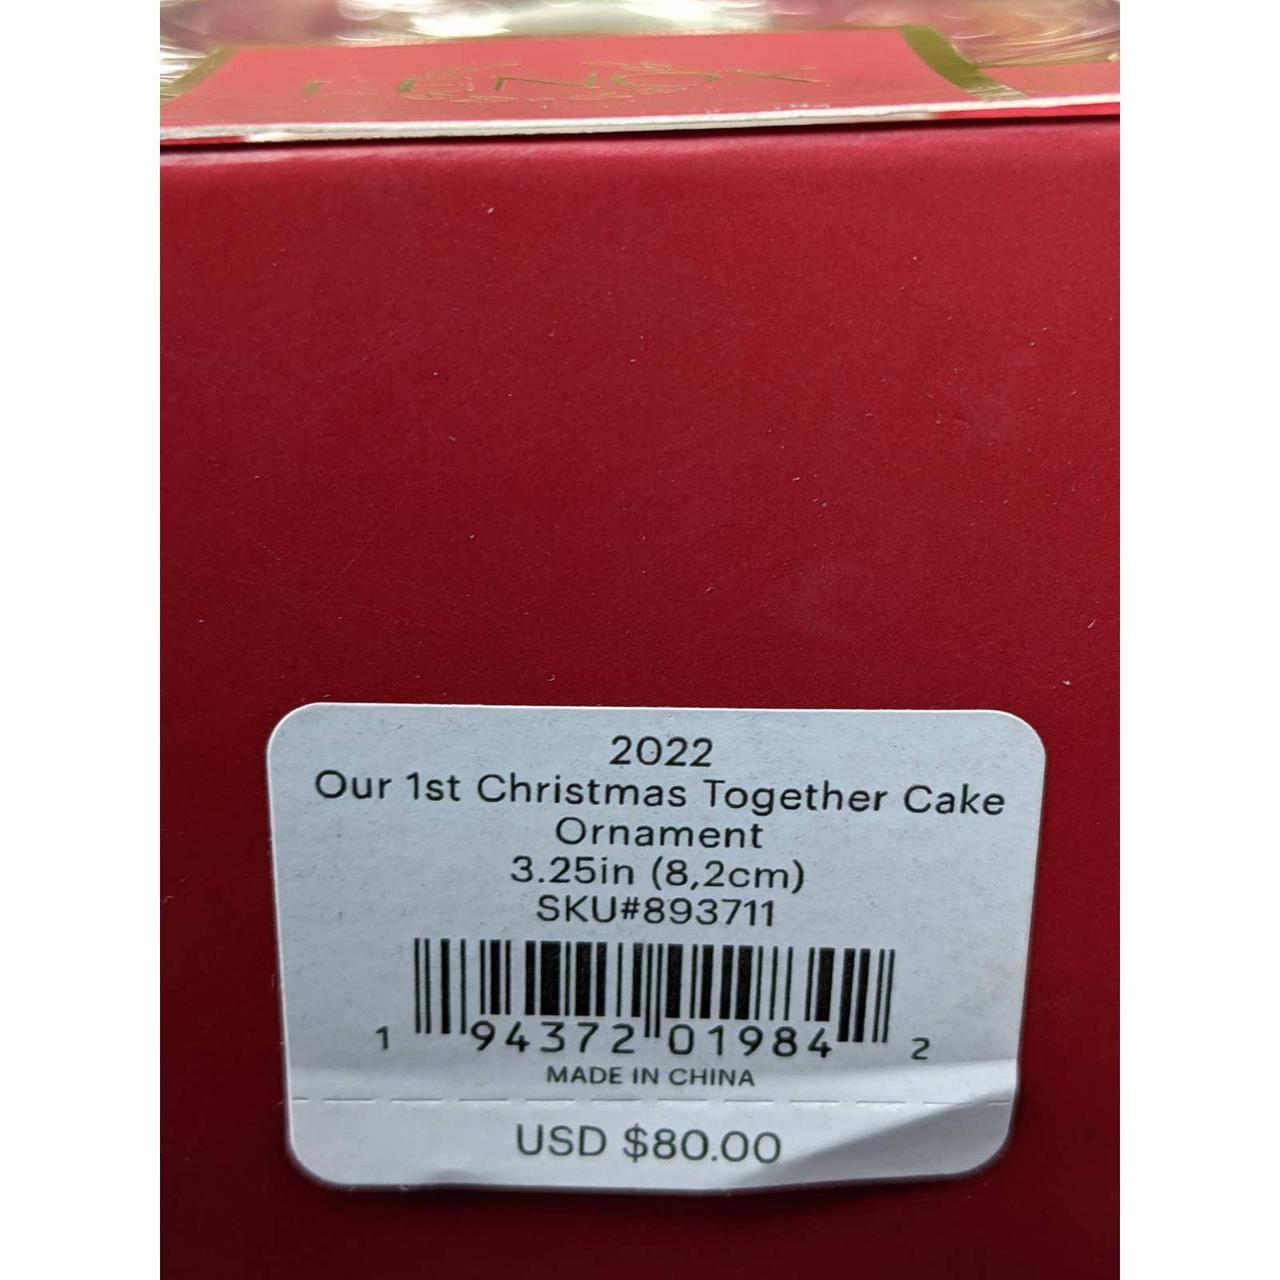 LENOX
2022
Our 1st Christmas Together Cake
Ornament
3.25in (8,2cm)
SKU#893711
1 94372 01984 2
MADE IN CHINA
USD $80.00